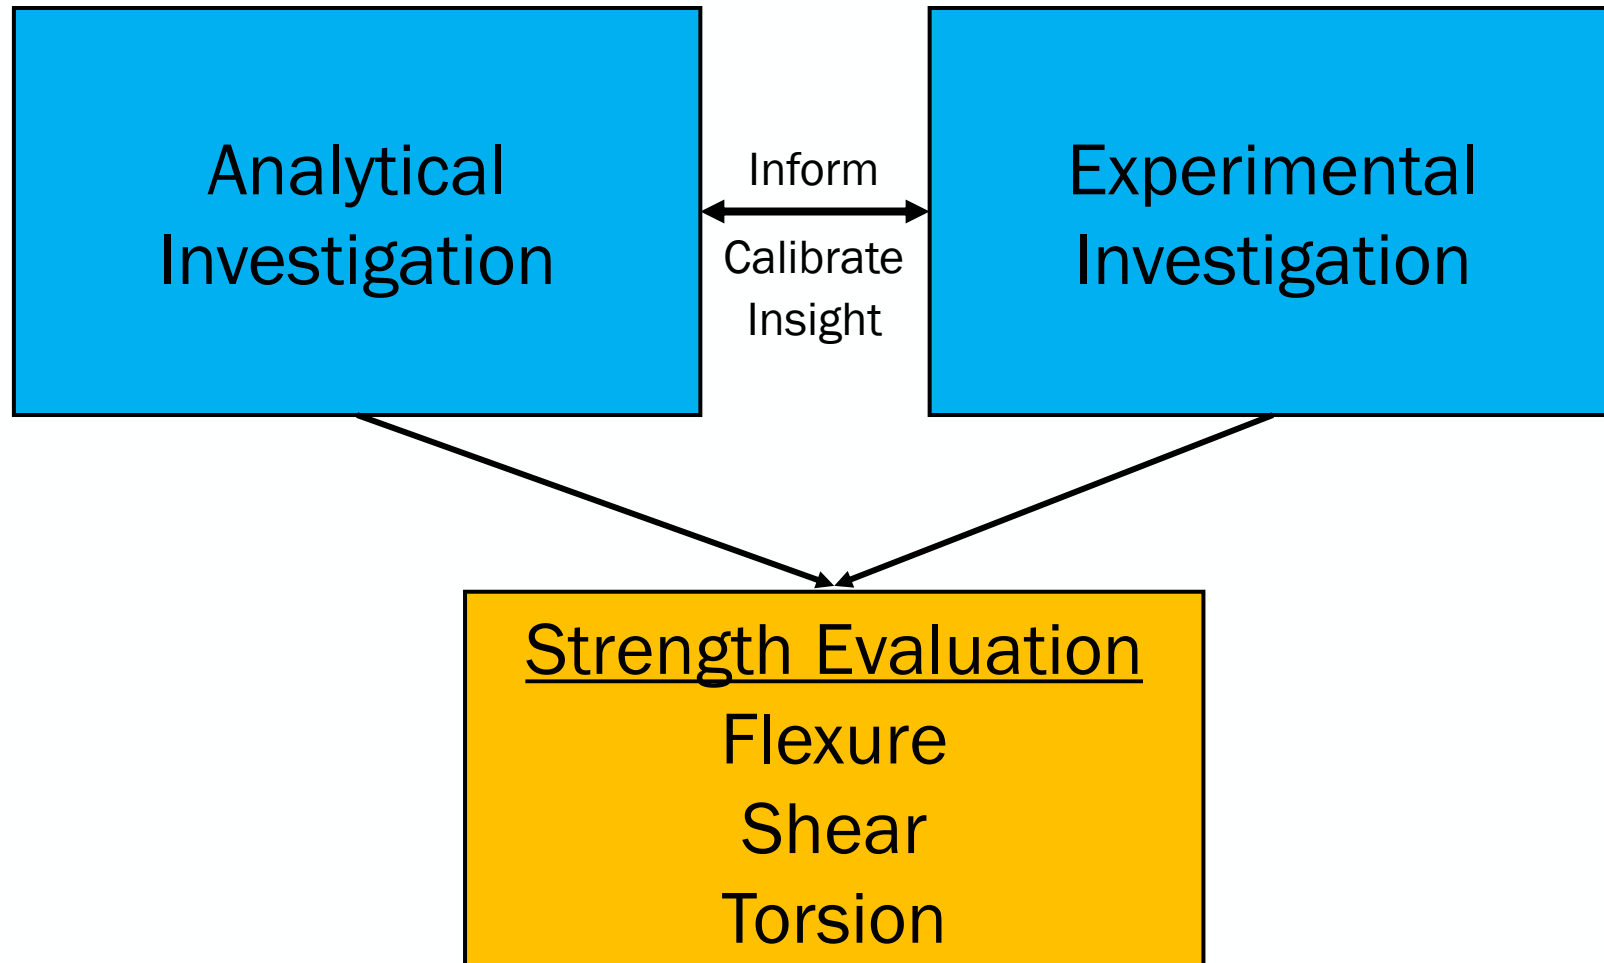 Analytical
Investigation
Inform
Calibrate
Insight
Experimental
Investigation
Strength Evaluation
Flexure
Shear
Torsion